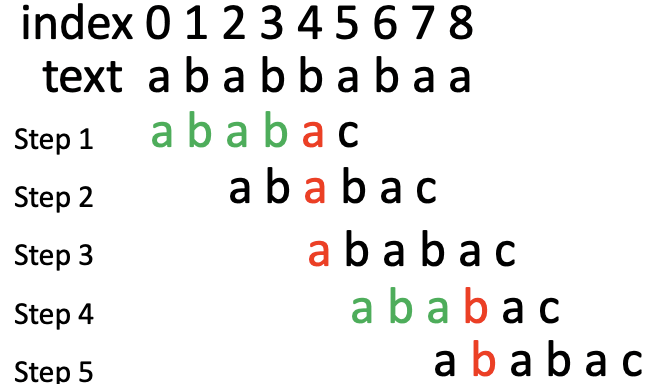 index 0 1 2 3 4 5 6 7 8
text a b a b b a b a a
Step 1 a b a b a c
Step 2 a b a b a c
Step 3 a b a b a c
Step 4 a b a b a c
Step 5 a b a b a c